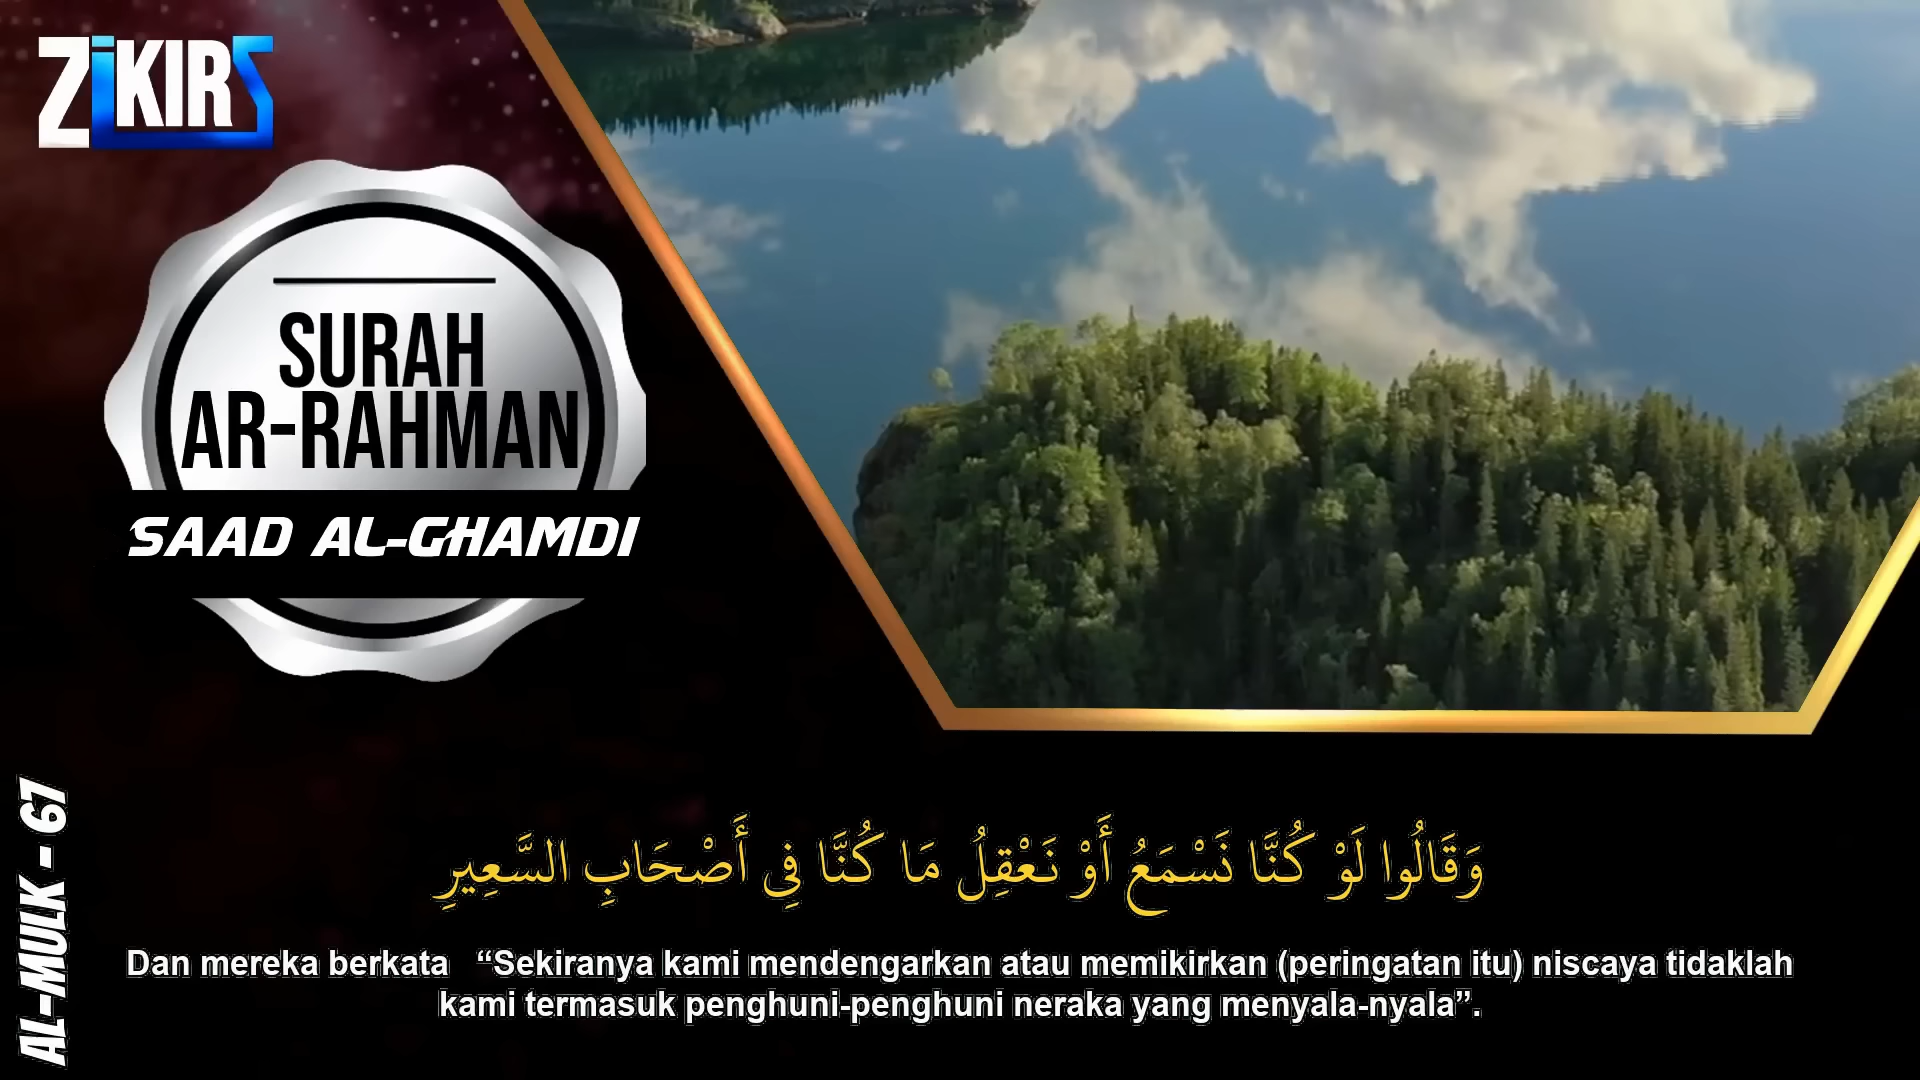 ZiKIRS
SURAH
AR-RAHMAN
SAAD AL-GHAMDI
AL-MULK - 67
وَقَالُوا لَوْ كُنَّا نَسْمَعُ أَوْ نَعْقِلُ مَا كُنَّا فِى أَصْحَابِ السَّعِيرِ
Dan mereka berkata “Sekiranya kami mendengarkan atau memikirkan (peringatan itu) niscaya tidaklah
kami termasuk penghuni-penghuni neraka yang menyala-nyala”.